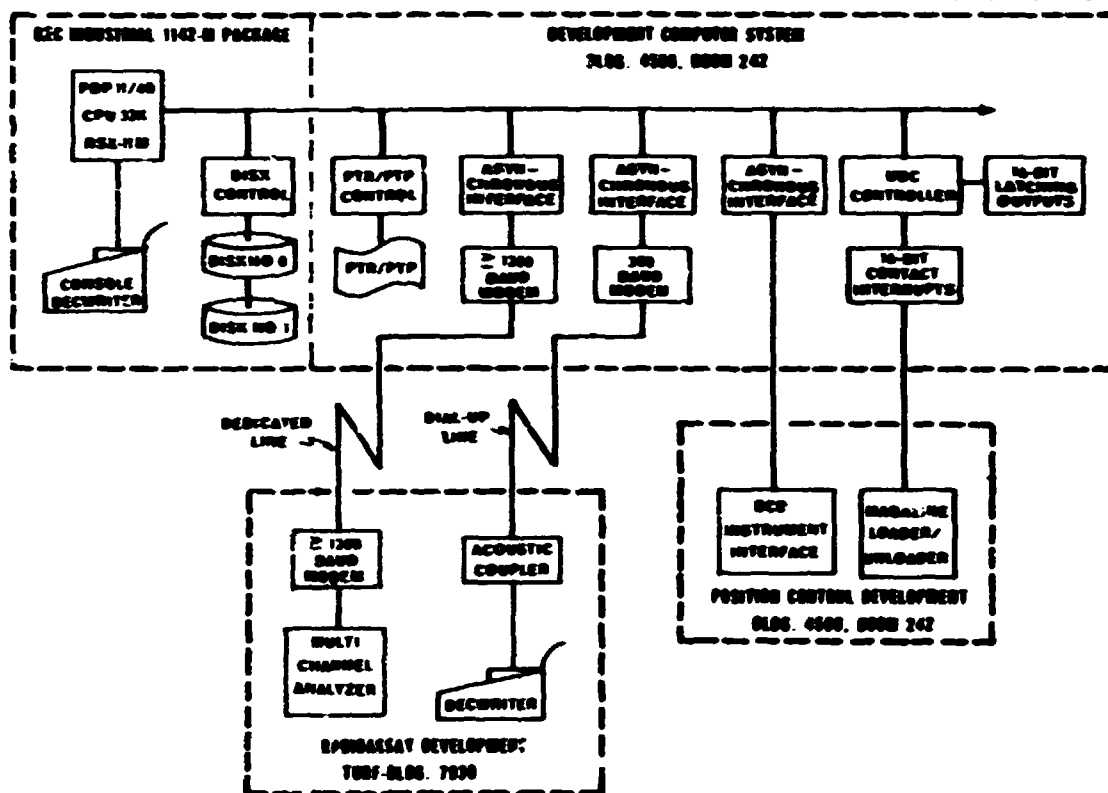 DEC INDUSTRIAL 1142-M PACKAGE
DEVELOPMENT COMPUTER SYSTEM
BLDG. 4500, ROOM 242
PDP 11/40
CPU 32K
RSX-11M
DISK
CONTROL
PTR/PTP
CONTROL
ASYN-
CHRONOUS
INTERFACE
ASYN-
CHRONOUS
INTERFACE
ASYN-
CHRONOUS
INTERFACE
UDC
CONTROLLER
16-BIT
LATCHING
OUTPUTS
CONSOLE
DECWRITER
DISK NO 0
DISK NO 1
PTR/PTP
≥ 1200
BAUD
MODEM
300
BAUD
MODEM
16-BIT
CONTACT
INTERRUPTS
DEDICATED
LINE
DIAL-UP
LINE
≥ 1200
BAUD
MODEM
ACOUSTIC
COUPLER
INSTRUMENT
INTERFACE
MAGAZINE
LOADER/
UNLOADER
POSITION CONTROL DEVELOPMENT
BLDG. 4500, ROOM 242
MULTI
CHANNEL
ANALYZER
DECWRITER
RADIOASSAY DEVELOPMENT
TURF-BLDG. 7930